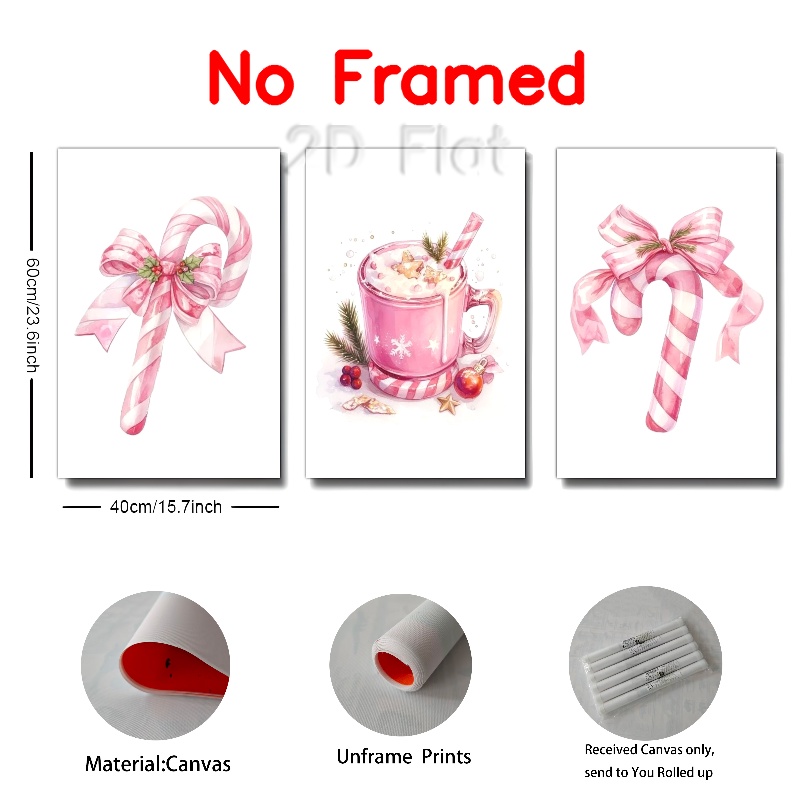 No Framed
2D Flat
60cm/23.6inch
40cm/15.7inch
Material:Canvas
Unframe Prints
Received Canvas only,
send to You Rolled up